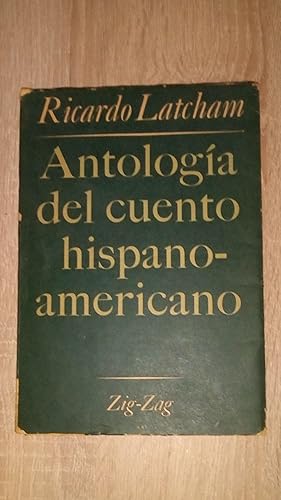 Ricardo Latcham
Antología
del cuento
hispano-
americano
Zig-Zag